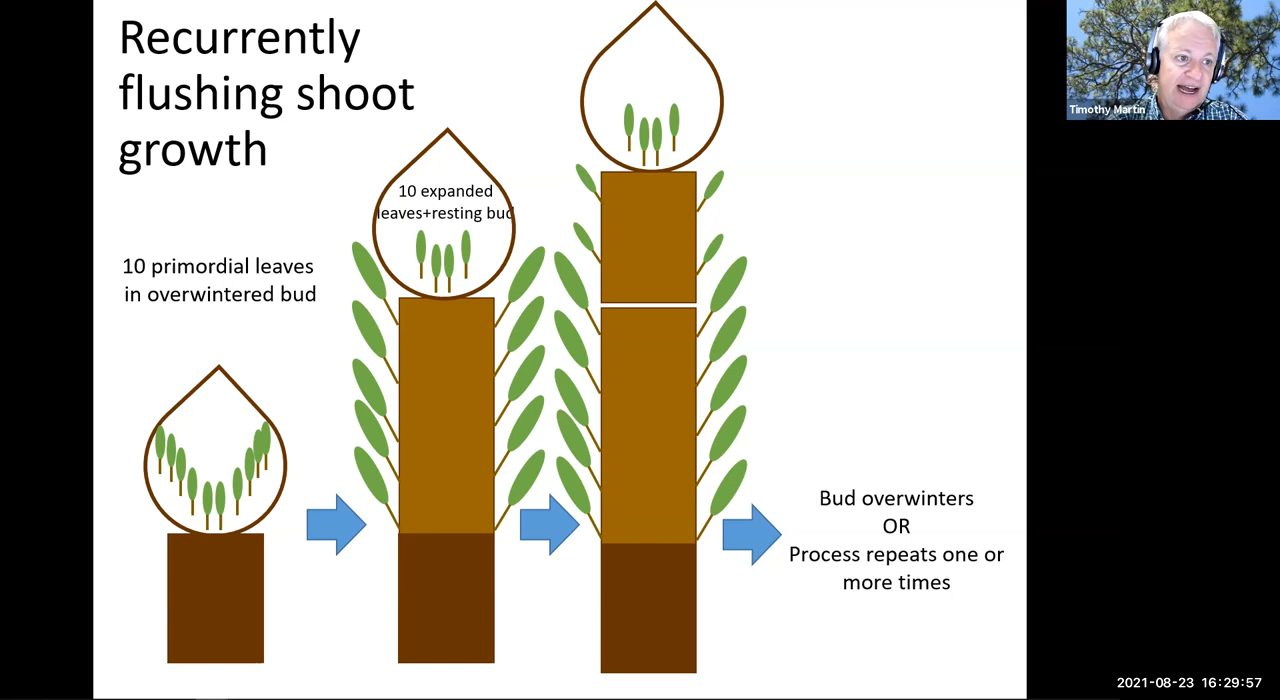 Recurrently
flushing shoot
growth
10 expanded
leaves+resting bud
10 primordial leaves
in overwintered bud
Bud overwinters
OR
Process repeats one or
more times
Timothy Martin
2021-08-23 16:29:57